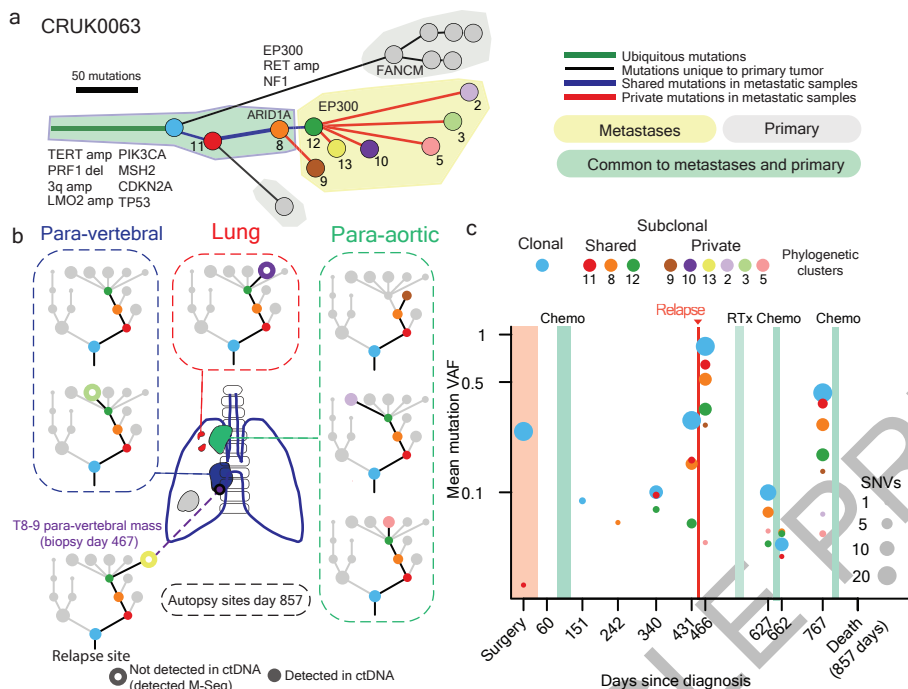 a
CRUK0063
50 mutations
EP300
RET amp
NF1
FANCM
ARID1A
EP300
11
8
12
13
10
9
5
3
2
TERT amp PIK3CA
PRF1 del MSH2
3q amp CDKN2A
LMO2 amp TP53
Ubiquitous mutations
Mutations unique to primary tumor
Shared mutations in metastatic samples
Private mutations in metastatic samples
Metastases
Primary
Common to metastases and primary
b
Para-vertebral
Lung
Para-aortic
T8-9 para-vertebral mass
(biopsy day 467)
Autopsy sites day 857
Relapse site
Not detected in ctDNA
(detected M-Seq)
Detected in ctDNA
c
Subclonal
Clonal
Shared
Private
Phylogenetic
clusters
11 8 12
9 10 13 2 3 5
Relapse
Chemo
RTx Chemo
Chemo
Mean mutation VAF
1
0.5
0.1
SNVs
1
5
10
20
Surgery
60
151
242
340
431
466
627
662
767
Death
(857 days)
Days since diagnosis
LE PRE